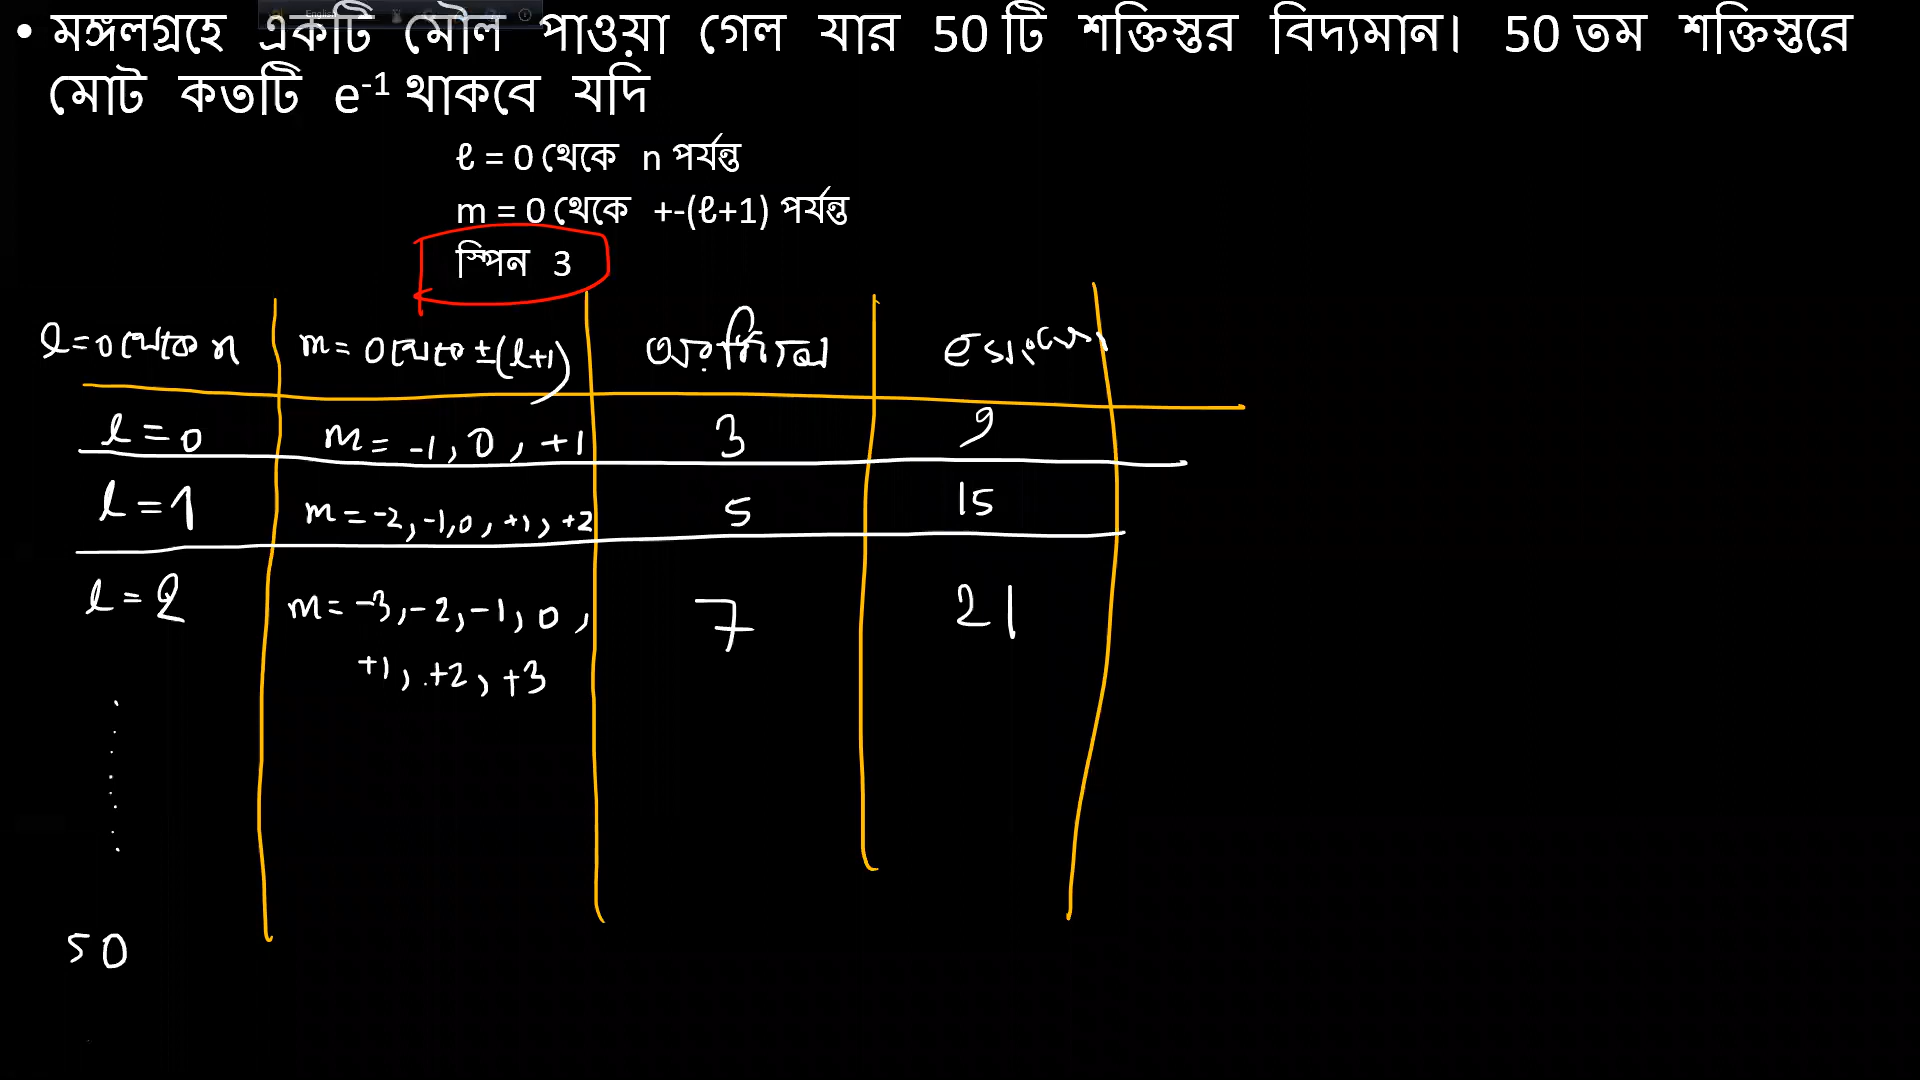 • মঙ্গলগ্রহে একটি মৌল পাওয়া গেল যার 50 টি শক্তিস্তর বিদ্যমান। 50 তম শক্তিস্তরে
মোট কতটি e⁻¹ থাকবে যদি
ℓ = 0 থেকে n পর্যন্ত
m = 0 থেকে +-(ℓ+1) পর্যন্ত
স্পিন 3
l=0 থেকে n m= 0 থেকে ±(l+1) অরবিটাল e সংখ্যা
l=0 m= -1, 0, +1 3 9
l=1 m=-2,-1,0,+1,+2 5 15
l=2 m=-3,-2,-1,0, 7 21
+1, +2, +3
50